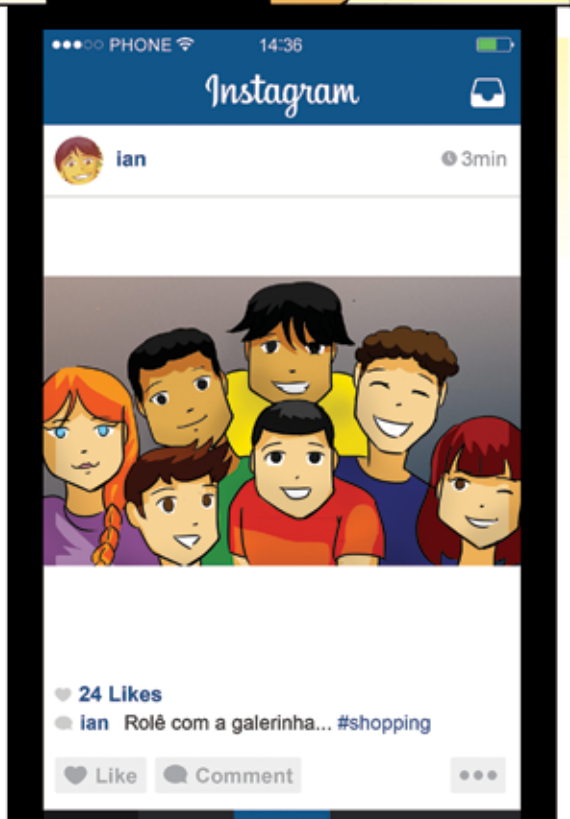 PHONE 14:36
Instagram
ian 3min
24 Likes
ian Rolê com a galerinha... #shopping
Like Comment